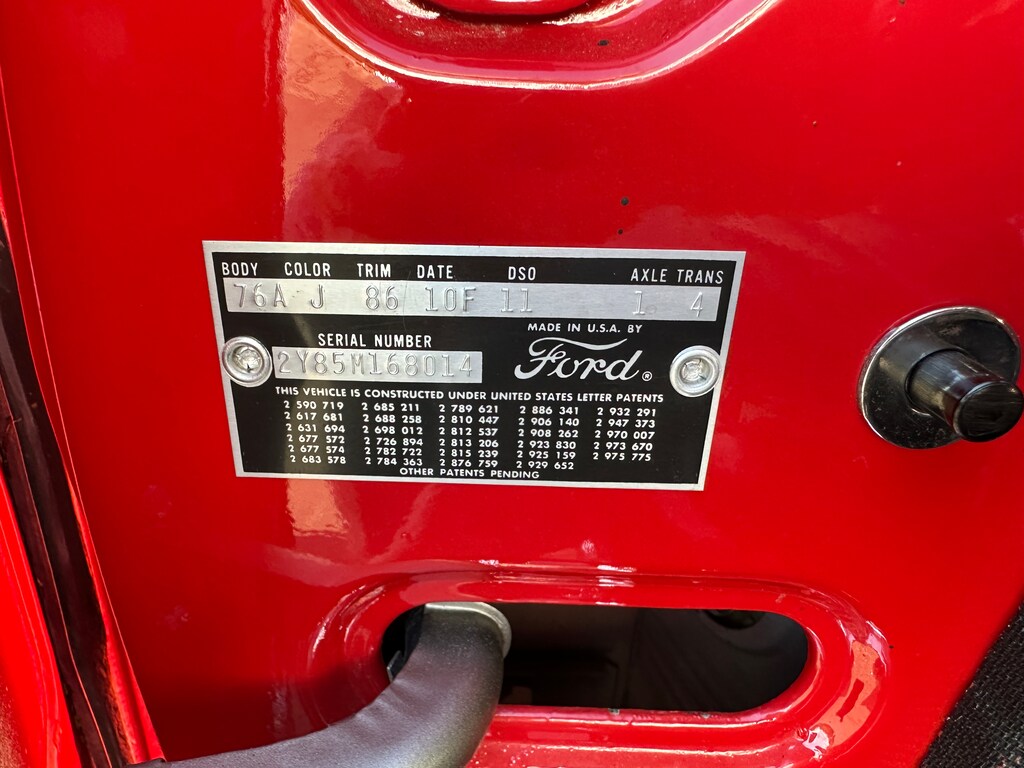 BODY COLOR TRIM DATE DSO AXLE TRANS
76A J 86 10F 11 1 4
MADE IN U.S.A. BY
SERIAL NUMBER Ford®
2Y85M168014
THIS VEHICLE IS CONSTRUCTED UNDER UNITED STATES LETTER PATENTS
2 590 719 2 685 211 2 789 621 2 886 341 2 932 291
2 617 681 2 688 258 2 810 447 2 906 140 2 947 373
2 631 694 2 698 012 2 812 537 2 908 262 2 970 007
2 677 572 2 726 894 2 813 206 2 923 830 2 973 670
2 677 574 2 782 722 2 815 239 2 925 159 2 975 775
2 683 578 2 784 363 2 876 759 2 929 652
OTHER PATENTS PENDING